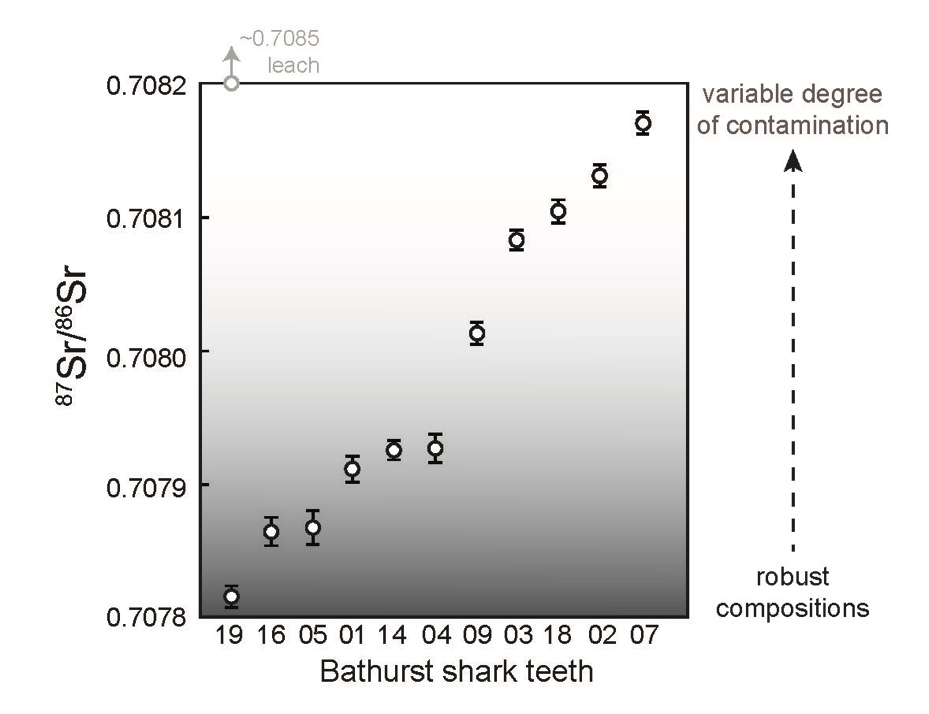 ~0.7085
leach
0.7082
0.7081
0.7080
0.7079
0.7078
⁸⁷Sr/⁸⁶Sr
19 16 05 01 14 04 09 03 18 02 07
Bathurst shark teeth
variable degree
of contamination
robust
compositions